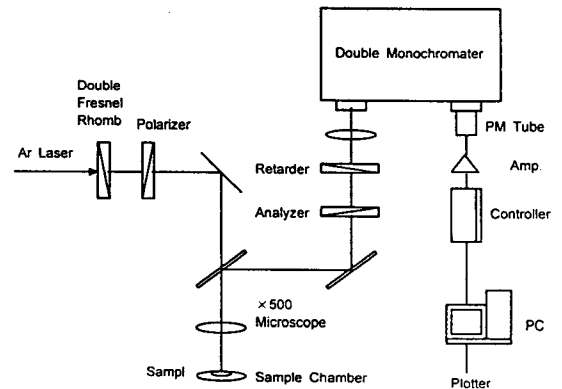 Double Monochromater
Double
Fresnel
Rhomb
Polarizer
PM Tube
Ar Laser
Retarder
Amp.
Analyzer
Controller
×500
Microscope
PC
Sampl
Sample Chamber
Plotter